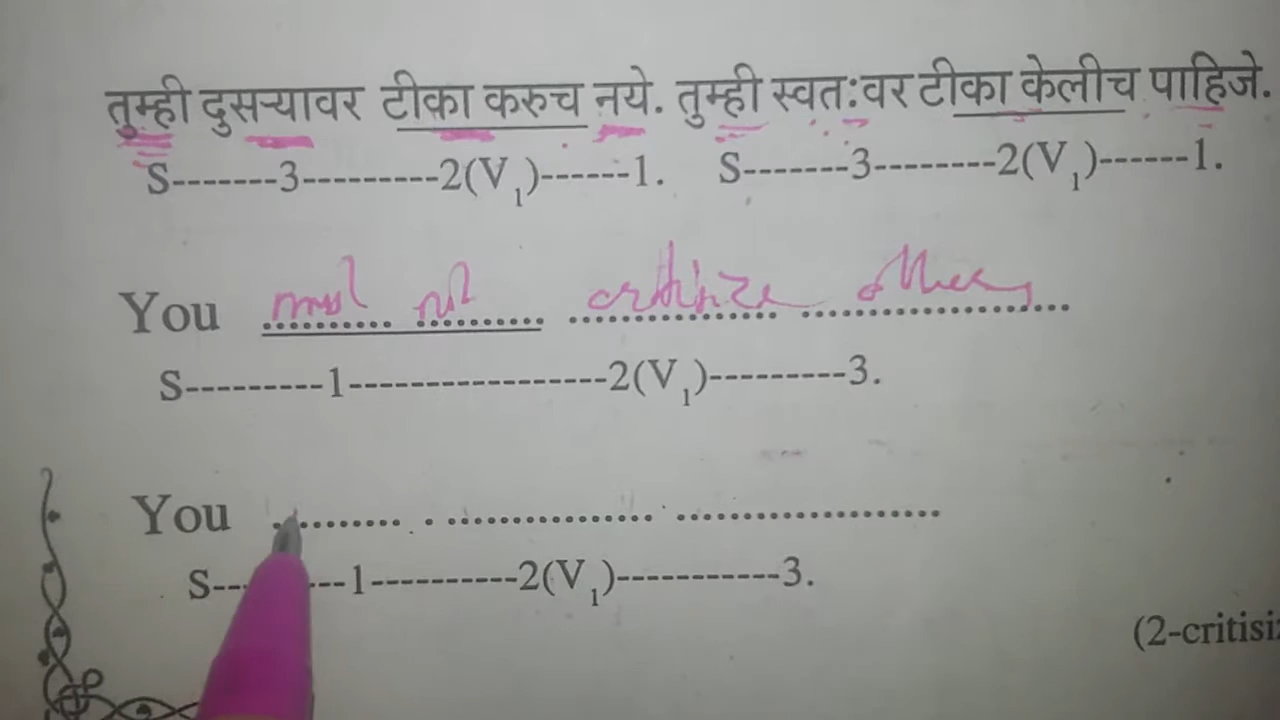 तुम्ही दुसऱ्यावर टीका करुच नये. तुम्ही स्वतःवर टीका केलीच पाहिजे.
S-------3---------2(V1)------1. S-------3--------2(V1)------1.
You must not critisize others
S---------1-----------------2(V1)---------3.
You ......... . ................ ....................
S-------1----------2(V1)-----------3.
(2-critisi